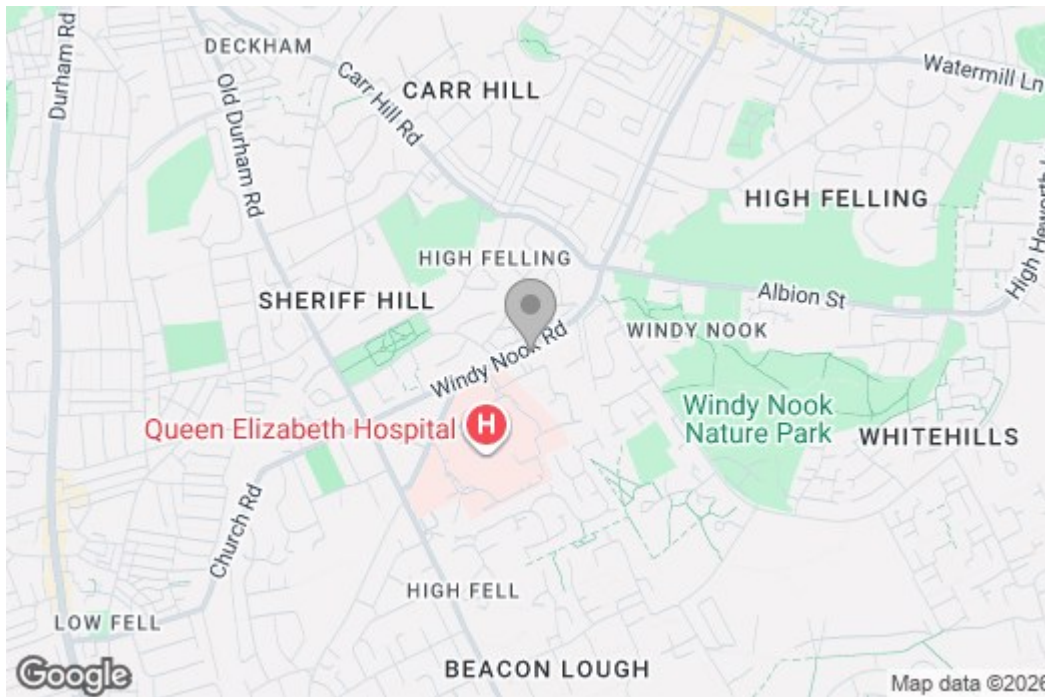 DECKHAM
Durham Rd
Old Durham Rd
Carr Hill Rd
CARR HILL
Watermill Ln
HIGH FELLING
HIGH FELLING
High Heworth
SHERIFF HILL
Albion St
WINDY NOOK
Windy Nook Rd
Queen Elizabeth Hospital
H
Windy Nook
Nature Park
WHITEHILLS
Church Rd
HIGH FELL
LOW FELL
BEACON LOUGH
Google
Map data ©2026